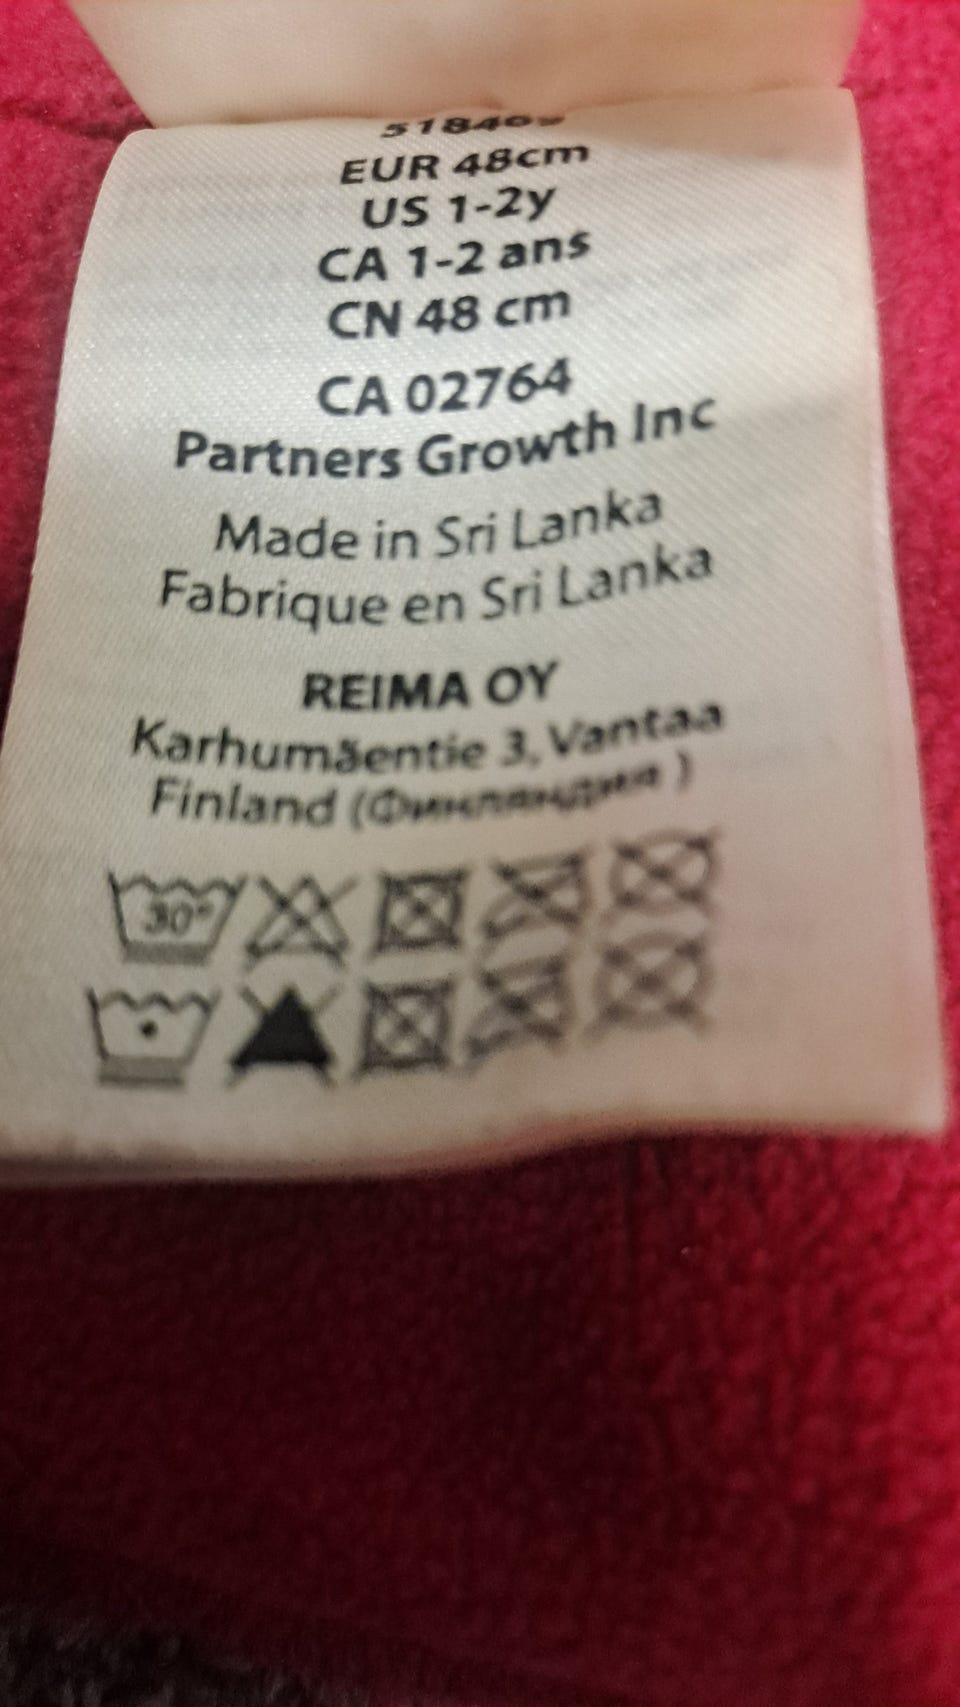 EUR 48cm
US 1-2y
CA 1-2 ans
CN 48 cm
CA 02764
Partners Growth Inc
Made in Sri Lanka
Fabrique en Sri Lanka
REIMA OY
Karhumäentie 3, Vantaa
Finland (Финляндия )
30°